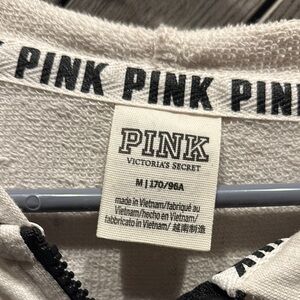 PINK PINK PIN
PINK
VICTORIA'S SECRET
M | 170/96A
made in Vietnam/fabriqué au
Vietnam/hecho en Vietnam/
fabbricato in Vietnam/ 越南制造